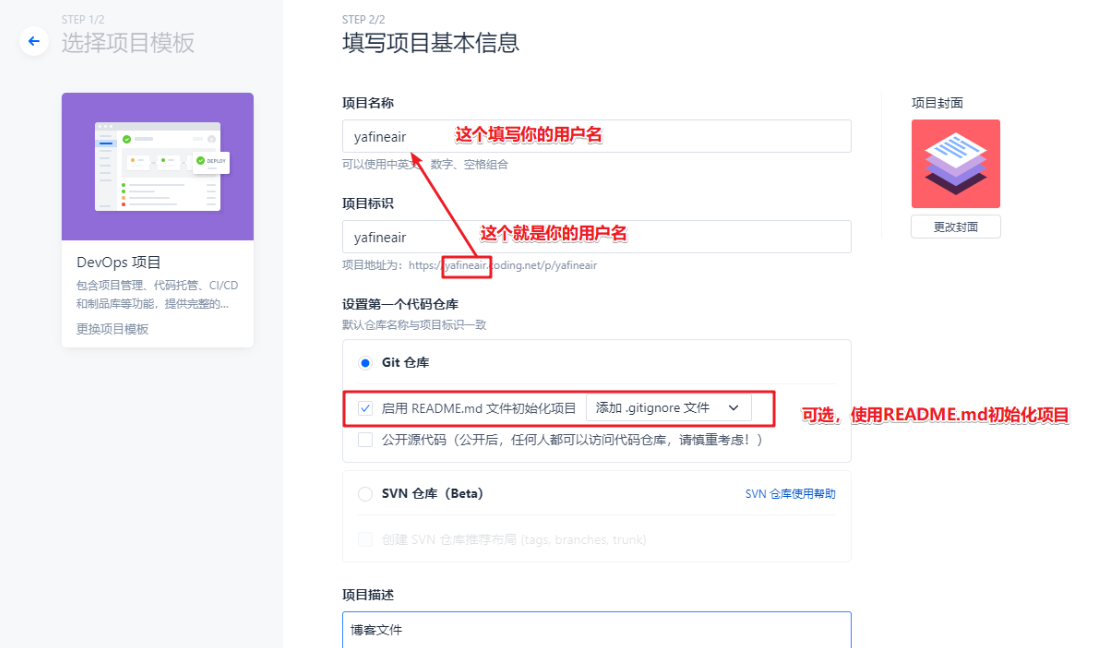 STEP 1/2
选择项目模板
DEPLOY
DevOps 项目
包含项目管理、代码托管、CI/CD
和制品库等功能，提供完整的...
更换项目模板
STEP 2/2
填写项目基本信息
项目名称
yafineair
这个填写你的用户名
可以使用中英文、数字、空格组合
项目标识
yafineair
这个就是你的用户名
项目地址为：https://yafineair.coding.net/p/yafineair
设置第一个代码仓库
默认仓库名称与项目标识一致
Git 仓库
启用 README.md 文件初始化项目 添加 .gitignore 文件
可选，使用README.md初始化项目
公开源代码（公开后，任何人都可以访问代码仓库，请慎重考虑！）
SVN 仓库（Beta） SVN 仓库使用帮助
创建 SVN 仓库推荐布局 (tags, branches, trunk)
项目描述
博客文件
项目封面
更改封面